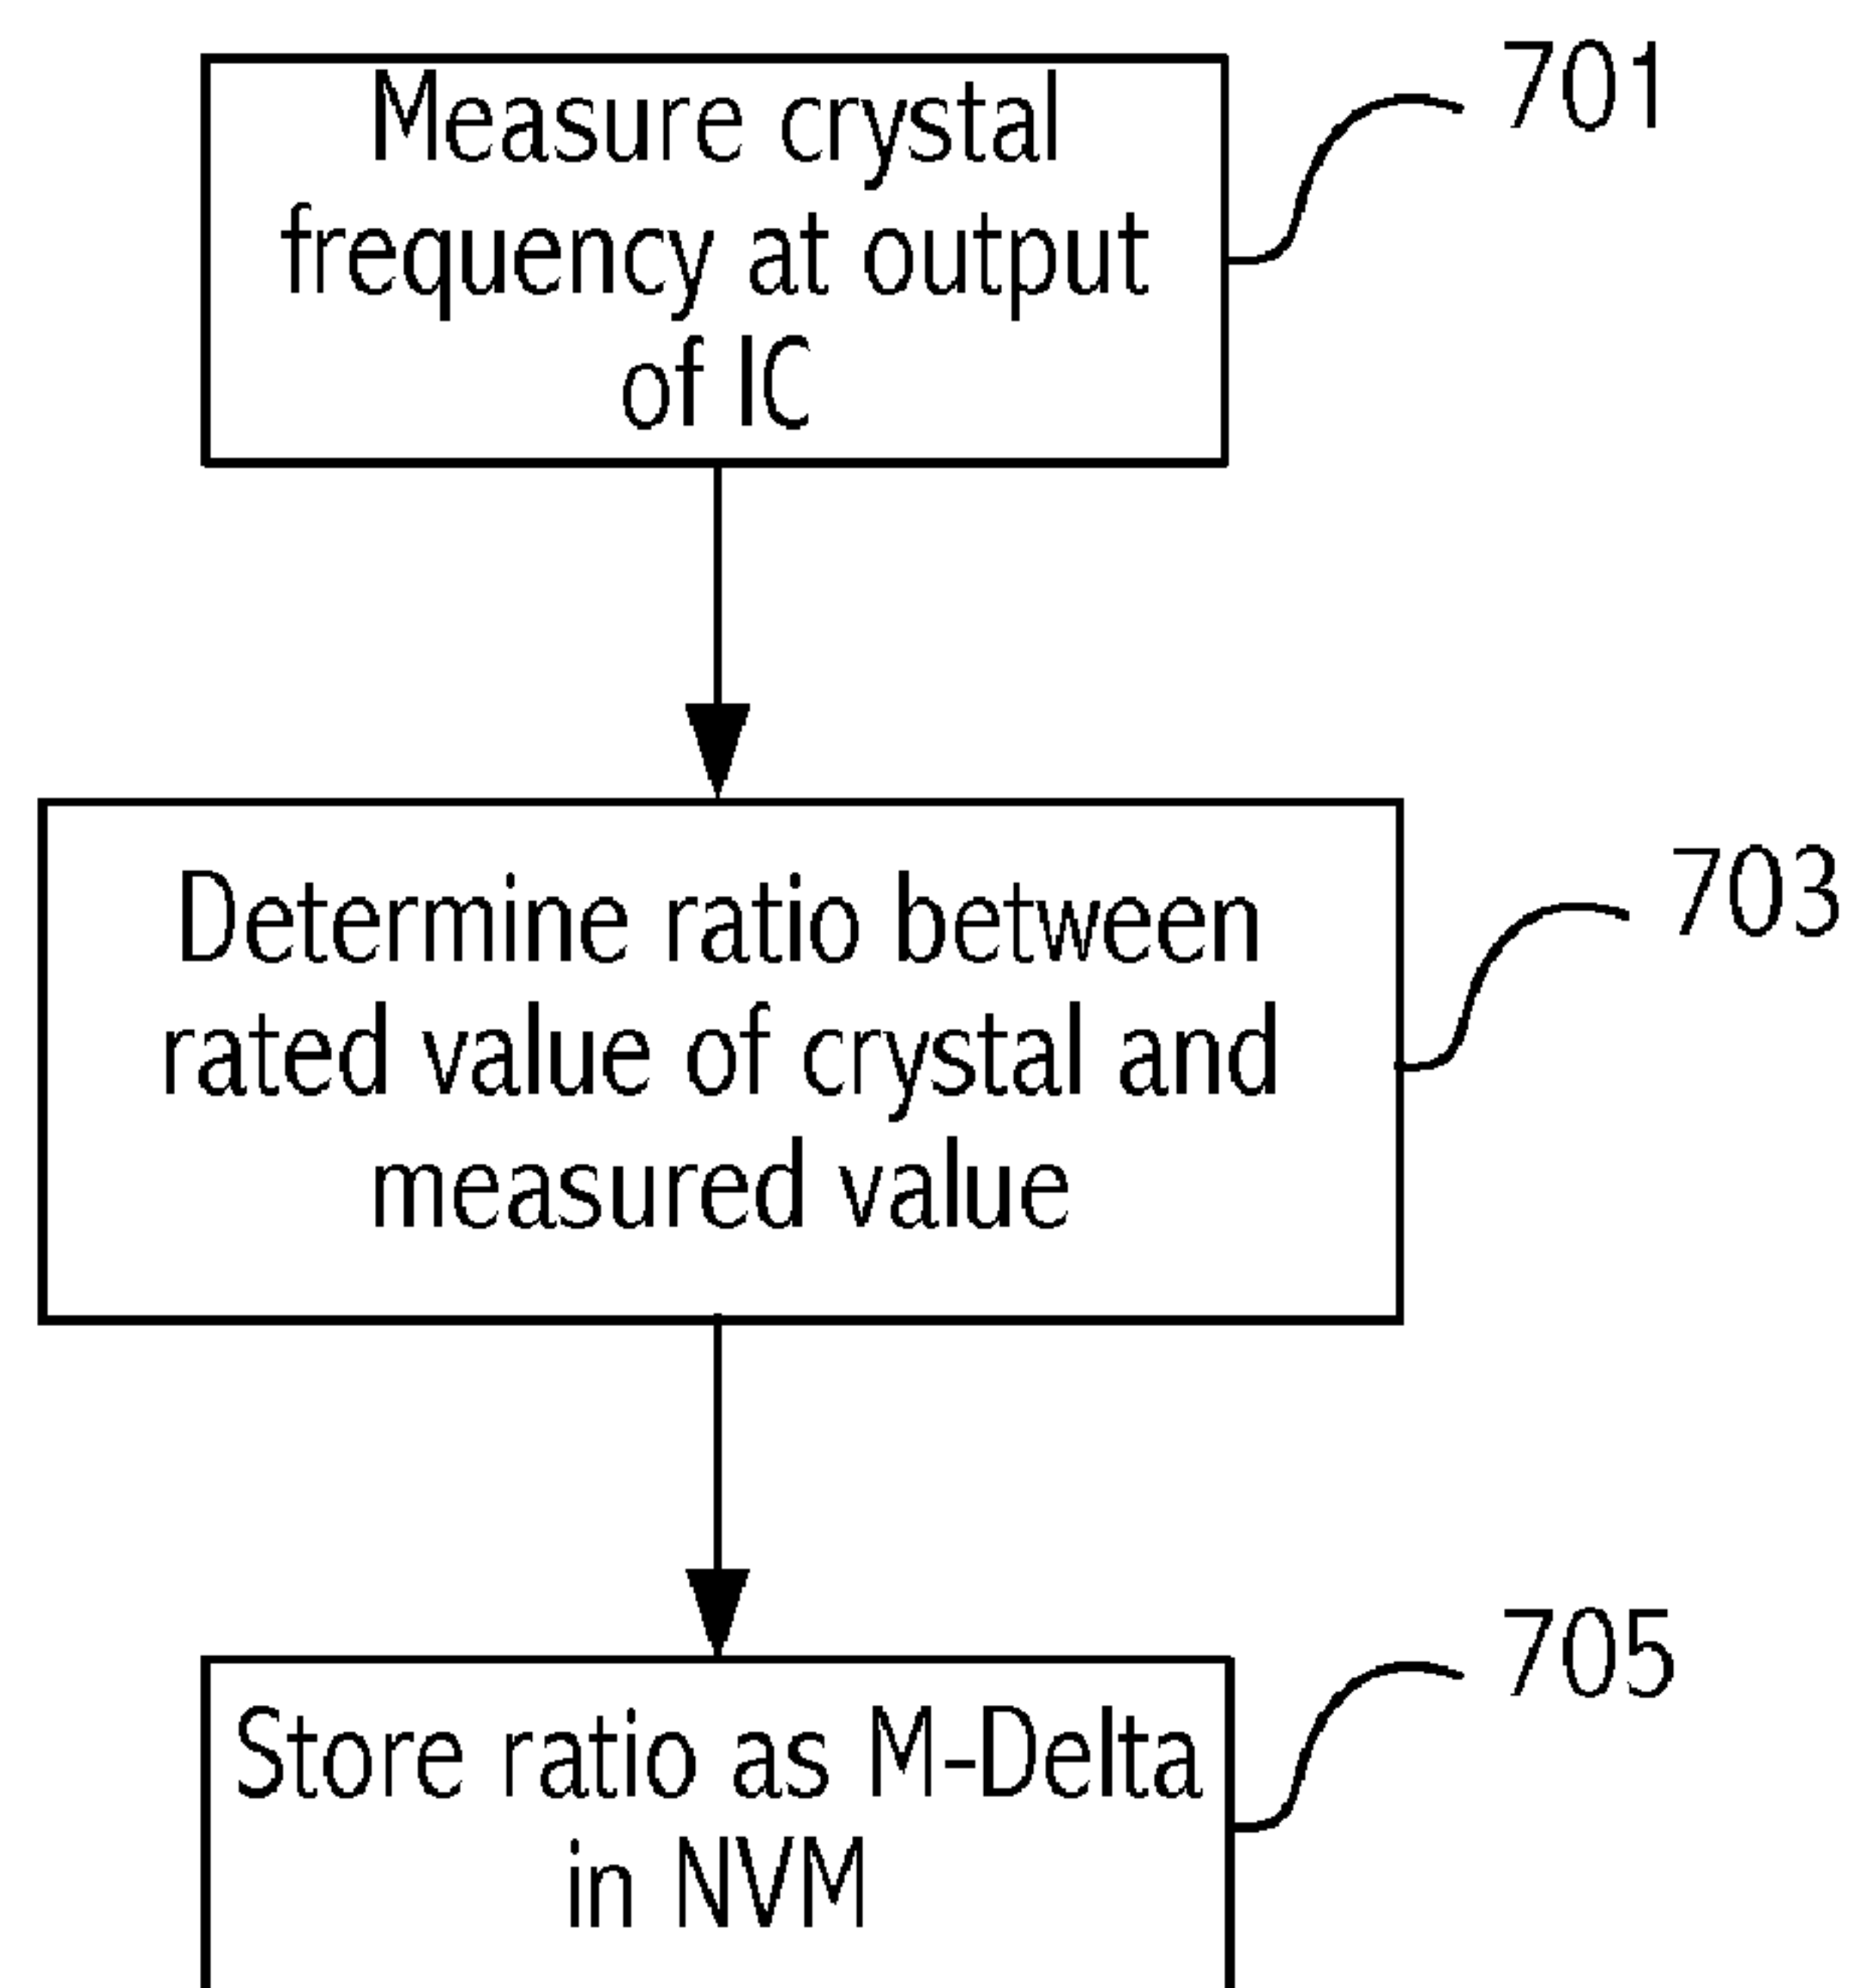 Measure crystal
frequency at output
of IC
701
Determine ratio between
rated value of crystal and
measured value
703
Store ratio as M-Delta
in NVM
705